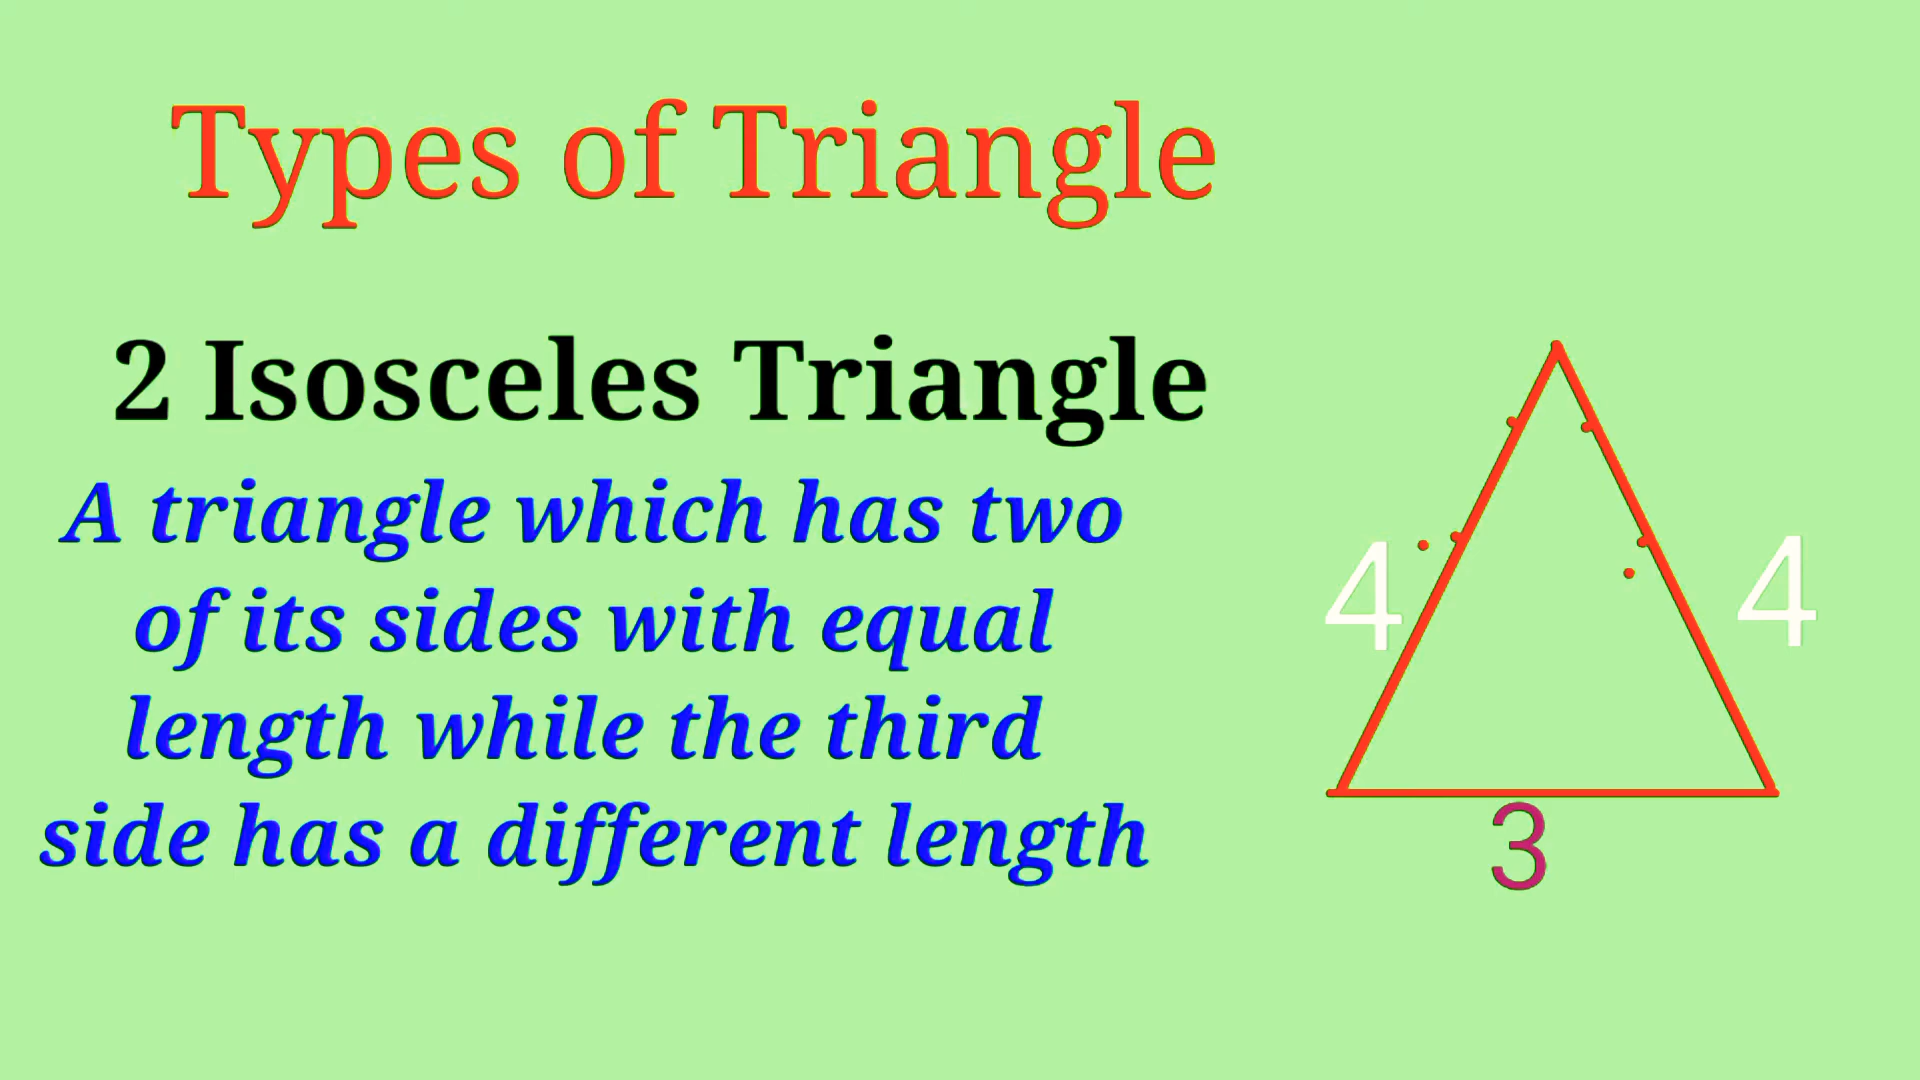 Types of Triangle
2 Isosceles Triangle
A triangle which has two
of its sides with equal
length while the third
side has a different length
4
4
3